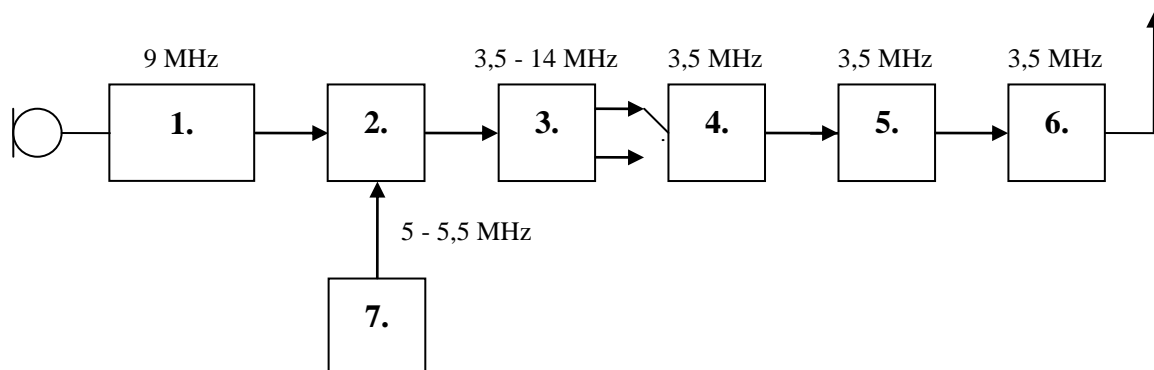 9 MHz
3,5 - 14 MHz
3,5 MHz
3,5 MHz
3,5 MHz
1.
2.
3.
4.
5.
6.
5 - 5,5 MHz
7.